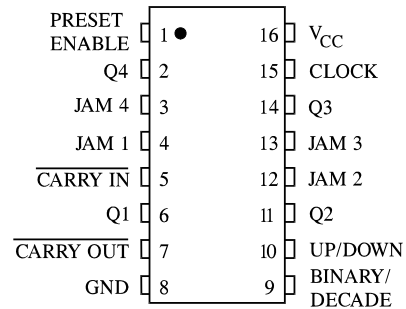 PRESET
ENABLE 1 16 VCC
Q4 2 15 CLOCK
JAM 4 3 14 Q3
JAM 1 4 13 JAM 3
CARRY IN 5 12 JAM 2
Q1 6 11 Q2
CARRY OUT 7 10 UP/DOWN
GND 8 9 BINARY/
DECADE